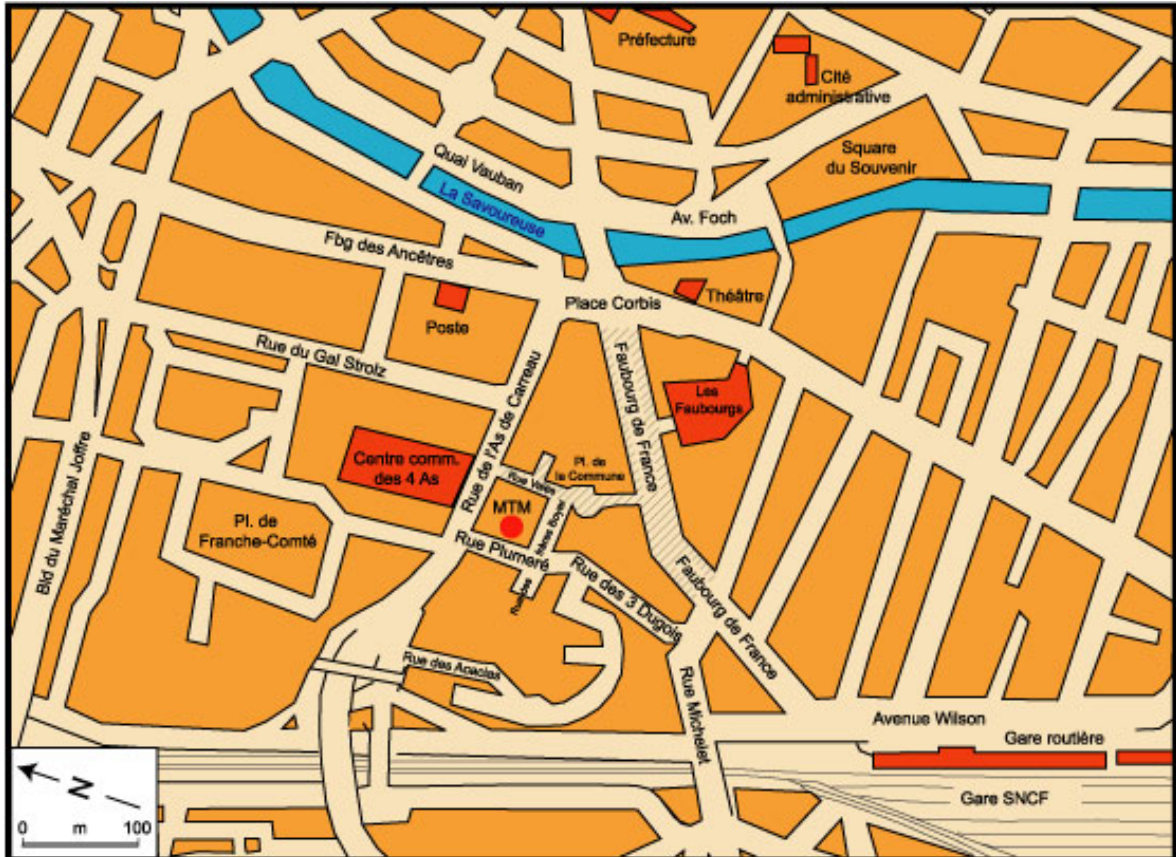 Préfecture
Cité
administrative
Quai Vauban
Square
du Souvenir
La Savoureuse
Av. Foch
Fbg des Ancêtres
Place Corbis
Théâtre
Poste
Rue du Gal Strolz
Rue de l'As de Carreau
Faubourg de France
Les
Faubourgs
Centre comm.
des 4 As
Pl. de
la Commune
MTM
Pl. de
Franche-Comté
Bld du Maréchal Joffre
Rue Plumeré
Rue des 3 Dugois
Faubourg de France
Rue des Acacias
Rue Michelet
Avenue Wilson
Gare routière
Gare SNCF
N
0 m 100